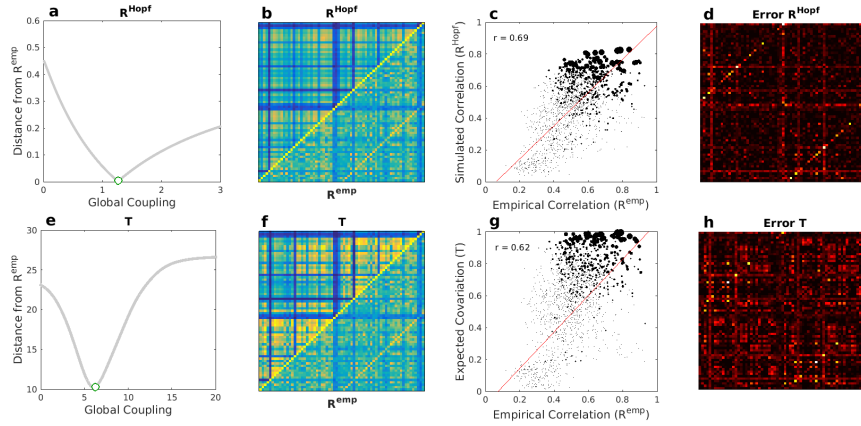 a
R^Hopf
0.6
0.5
0.4
0.3
0.2
0.1
0
0
1
2
3
Distance from R^emp
Global Coupling
b
R^Hopf
R^emp
c
r = 0.69
1
0.8
0.6
0.4
0.2
0
0
0.2
0.4
0.6
0.8
1
Simulated Correlation (R^Hopf)
Empirical Correlation (R^emp)
d
Error R^Hopf
e
T
30
25
20
15
10
0
5
10
15
20
Distance from R^emp
Global Coupling
f
T
R^emp
g
r = 0.62
1
0.8
0.6
0.4
0.2
0
0
0.2
0.4
0.6
0.8
1
Expected Covariation (T)
Empirical Correlation (R^emp)
h
Error T